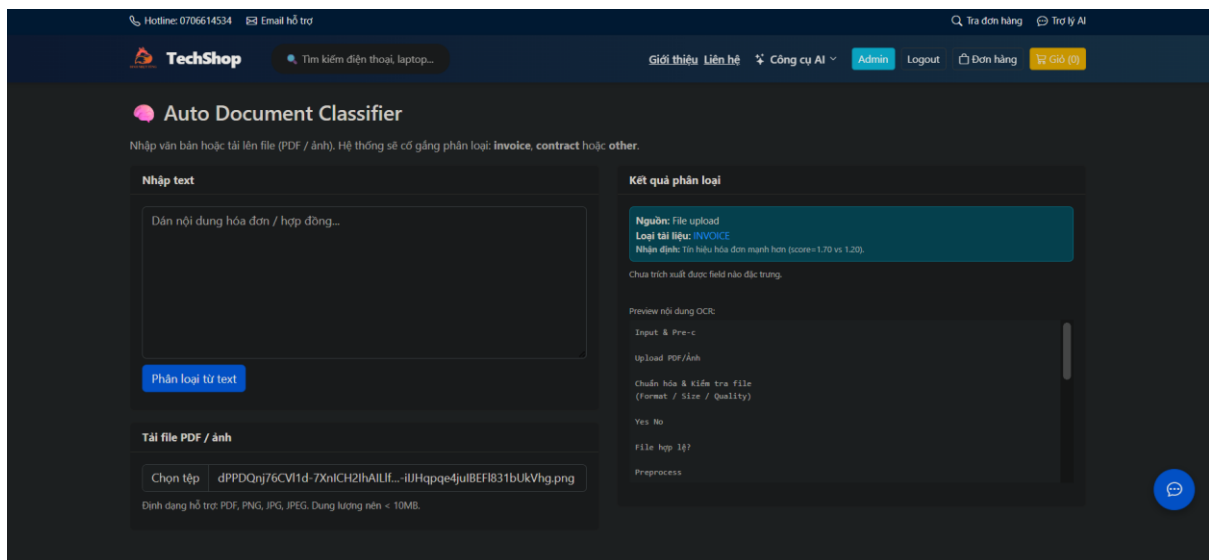 Hotline: 0706614534 Email hỗ trợ
Tra đơn hàng Trợ lý AI
TechShop
Tìm kiếm điện thoại, laptop...
Giới thiệu Liên hệ Công cụ AI Admin Logout Đơn hàng Giỏ (0)
Auto Document Classifier
Nhập văn bản hoặc tải lên file (PDF / ảnh). Hệ thống sẽ cố gắng phân loại: invoice, contract hoặc other.
Nhập text
Dán nội dung hóa đơn / hợp đồng...
Phân loại từ text
Tải file PDF / ảnh
Chọn tệp
Định dạng hỗ trợ: PDF, PNG, JPG, JPEG. Dung lượng nên < 10MB.
Kết quả phân loại
Nguồn: File upload
Loại tài liệu: INVOICE
Nhận định: Tín hiệu hóa đơn mạnh hơn (score=1.70 vs 1.20).
Chưa trích xuất được field nào đặc trưng.
Preview nội dung OCR:
Input & Pre-c
Upload PDF/Ảnh
Chuẩn hóa & Kiểm tra file
(Format / Size / Quality)
Yes No
File hợp lệ?
Preprocess